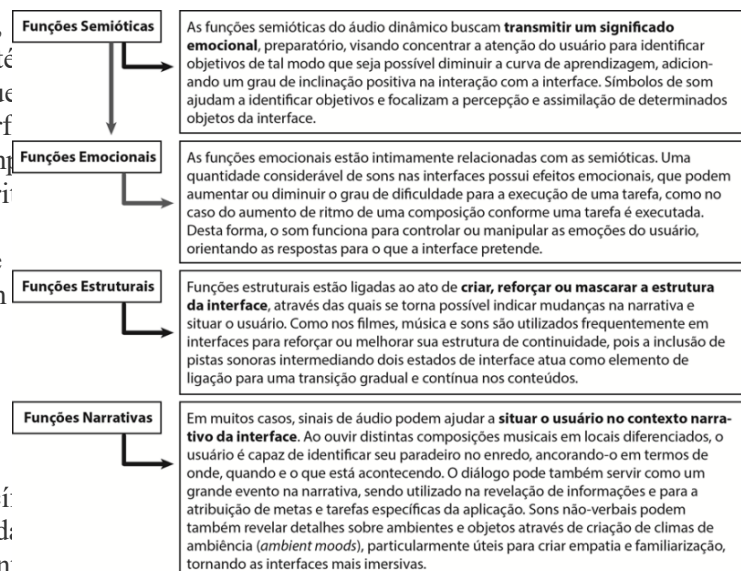 Funções Semióticas
As funções semióticas do áudio dinâmico buscam transmitir um significado
emocional, preparatório, visando concentrar a atenção do usuário para identificar
objetivos de tal modo que seja possível diminuir a curva de aprendizagem, adicion-
ando um grau de inclinação positiva na interação com a interface. Símbolos de som
ajudam a identificar objetivos e focalizam a percepção e assimilação de determinados
objetos da interface.
Funções Emocionais
As funções emocionais estão intimamente relacionadas com as semióticas. Uma
quantidade considerável de sons nas interfaces possui efeitos emocionais, que podem
aumentar ou diminuir o grau de dificuldade para a execução de uma tarefa, como no
caso do aumento de ritmo de uma composição conforme uma tarefa é executada.
Desta forma, o som funciona para controlar ou manipular as emoções do usuário,
orientando as respostas para o que a interface pretende.
Funções Estruturais
Funções estruturais estão ligadas ao ato de criar, reforçar ou mascarar a estrutura
da interface, através das quais se torna possível indicar mudanças na narrativa e
situar o usuário. Como nos filmes, música e sons são utilizados frequentemente em
interfaces para reforçar ou melhorar sua estrutura de continuidade, pois a inclusão de
pistas sonoras intermediando dois estados de interface atua como elemento de
ligação para uma transição gradual e contínua nos conteúdos.
Funções Narrativas
Em muitos casos, sinais de áudio podem ajudar a situar o usuário no contexto narra-
tivo da interface. Ao ouvir distintas composições musicais em locais diferenciados, o
usuário é capaz de identificar seu paradeiro no enredo, ancorando-o em termos de
onde, quando e o que está acontecendo. O diálogo pode também servir como um
grande evento na narrativa, sendo utilizado na revelação de informações e para a
atribuição de metas e tarefas específicas da aplicação. Sons não-verbais podem
também revelar detalhes sobre ambientes e objetos através de criação de climas de
ambiência (ambient moods), particularmente úteis para criar empatia e familiarização,
tornando as interfaces mais imersivas.